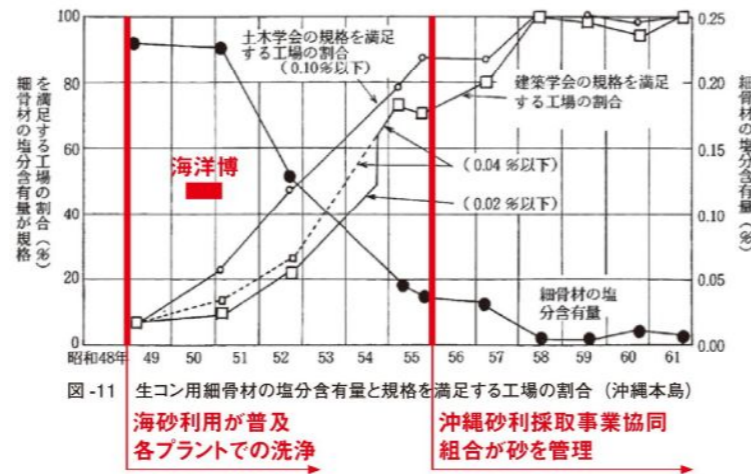 土木学会の規格を満足
する工場の割合
(0.10%以下)
建築学会の規格を満足
する工場の割合
(0.04%以下)
(0.02%以下)
海洋博
細骨材の塩
分含有量
細骨材の塩分含有量が規格
を満足する工場の割合(%)
100
80
60
40
20
0
0.25
0.20
0.15
0.10
0.05
0.00
細骨材の塩分含有量
(%)
昭和48年 49 50 51 52 53 54 55 56 57 58 59 60 61
図-11 生コン用細骨材の塩分含有量と規格を満足する工場の割合(沖縄本島)
海砂利用が普及
各プラントでの洗浄
沖縄砂利採取事業協同
組合が砂を管理